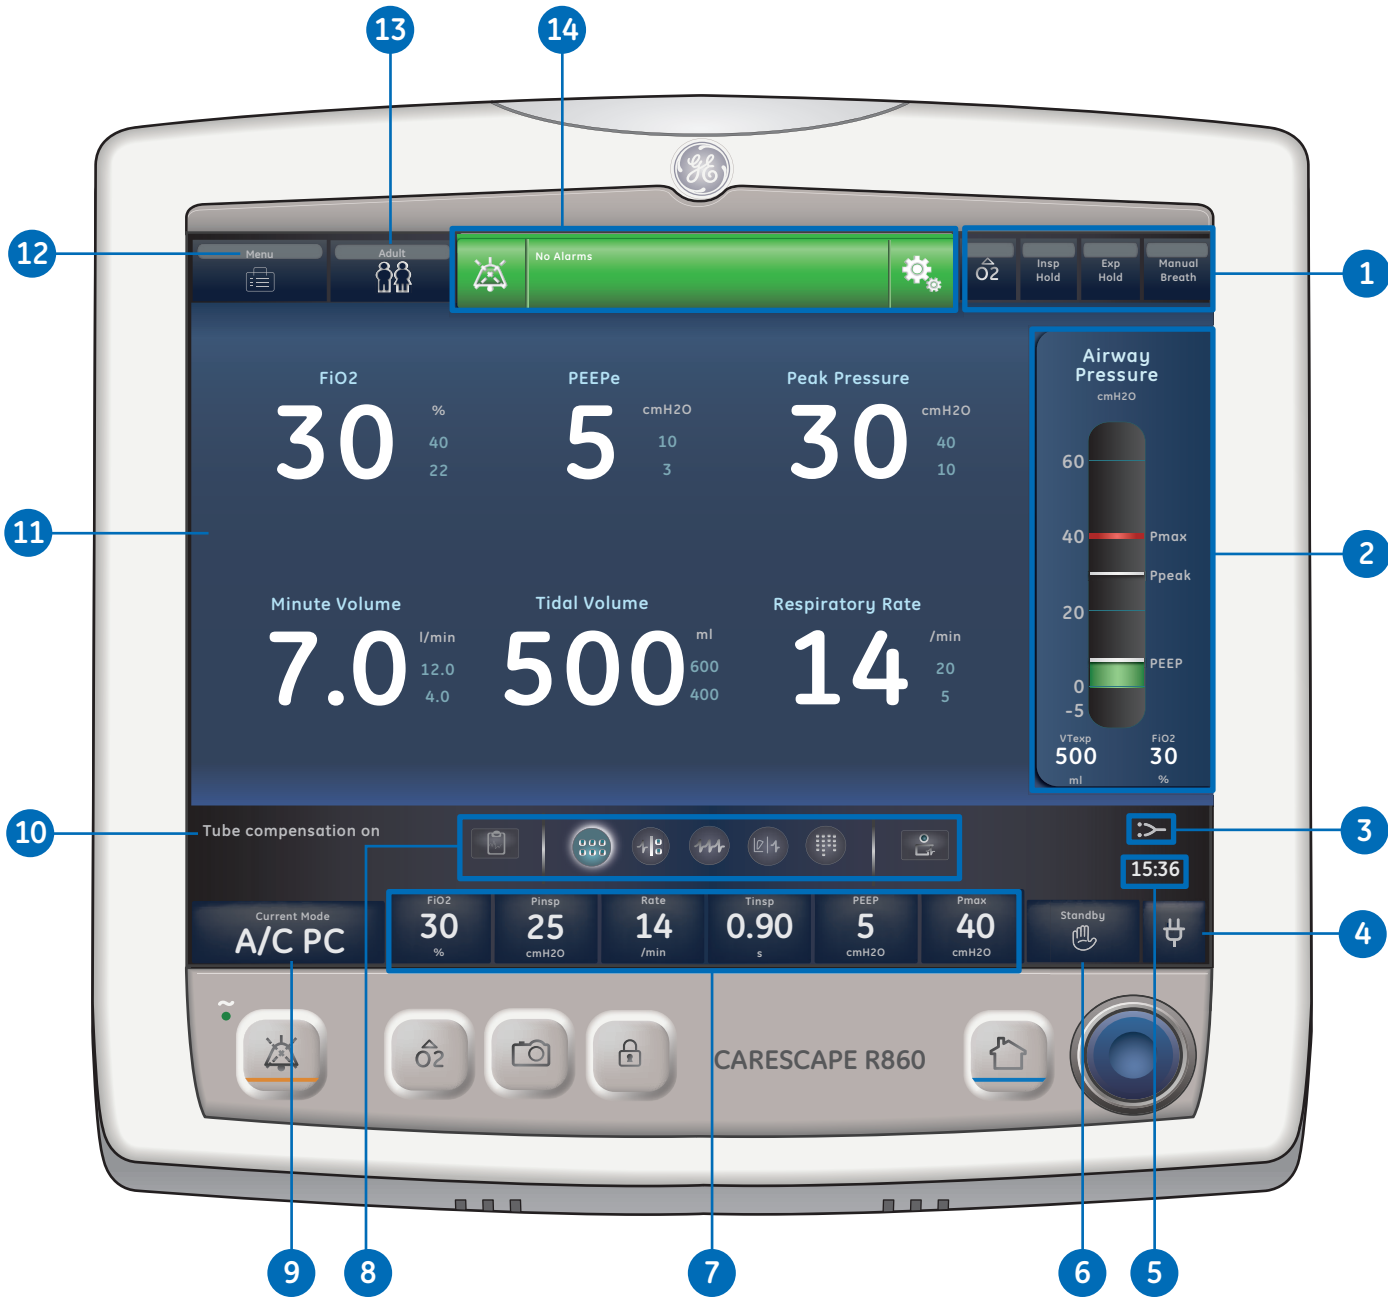 13
14
GE
12
Menu
Adult
No Alarms
O2
Insp Hold
Exp Hold
Manual Breath
1
Airway
Pressure
cmH2O
60
40
20
0
-5
Pmax
Ppeak
PEEP
VTexp
500
ml
FiO2
30
%
2
FiO2
30
%
40
22
PEEPe
5
cmH2O
10
3
Peak Pressure
30
cmH2O
40
10
11
Minute Volume
7.0
l/min
12.0
4.0
Tidal Volume
500
ml
600
400
Respiratory Rate
14
/min
20
5
10
Tube compensation on
3
15:36
Current Mode
A/C PC
FiO2
30
%
Pinsp
25
cmH2O
Rate
14
/min
Tinsp
0.90
s
PEEP
5
cmH2O
Pmax
40
cmH2O
Standby
4
~
O2
CARESCAPE R860
9
8
7
6
5